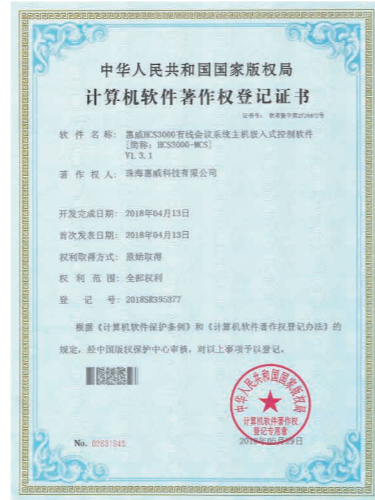 中华人民共和国国家版权局
计算机软件著作权登记证书
证书号：
软件名称：惠威HCS3000有线会议系统主机嵌入式控制软件
[简称：HCS3000-MCS]
V1.3.1
著作权人：珠海惠威科技有限公司
开发完成日期：2018年04月13日
首次发表日期：2018年04月13日
权利取得方式：原始取得
权利范围：全部权利
登记号：2018SR395377
根据《计算机软件保护条例》和《计算机软件著作权登记办法》的
规定，经中国版权保护中心审核，对以上事项予以登记。
中华人民共和国国家版权局
计算机软件著作权
登记专用章
No. 02831845